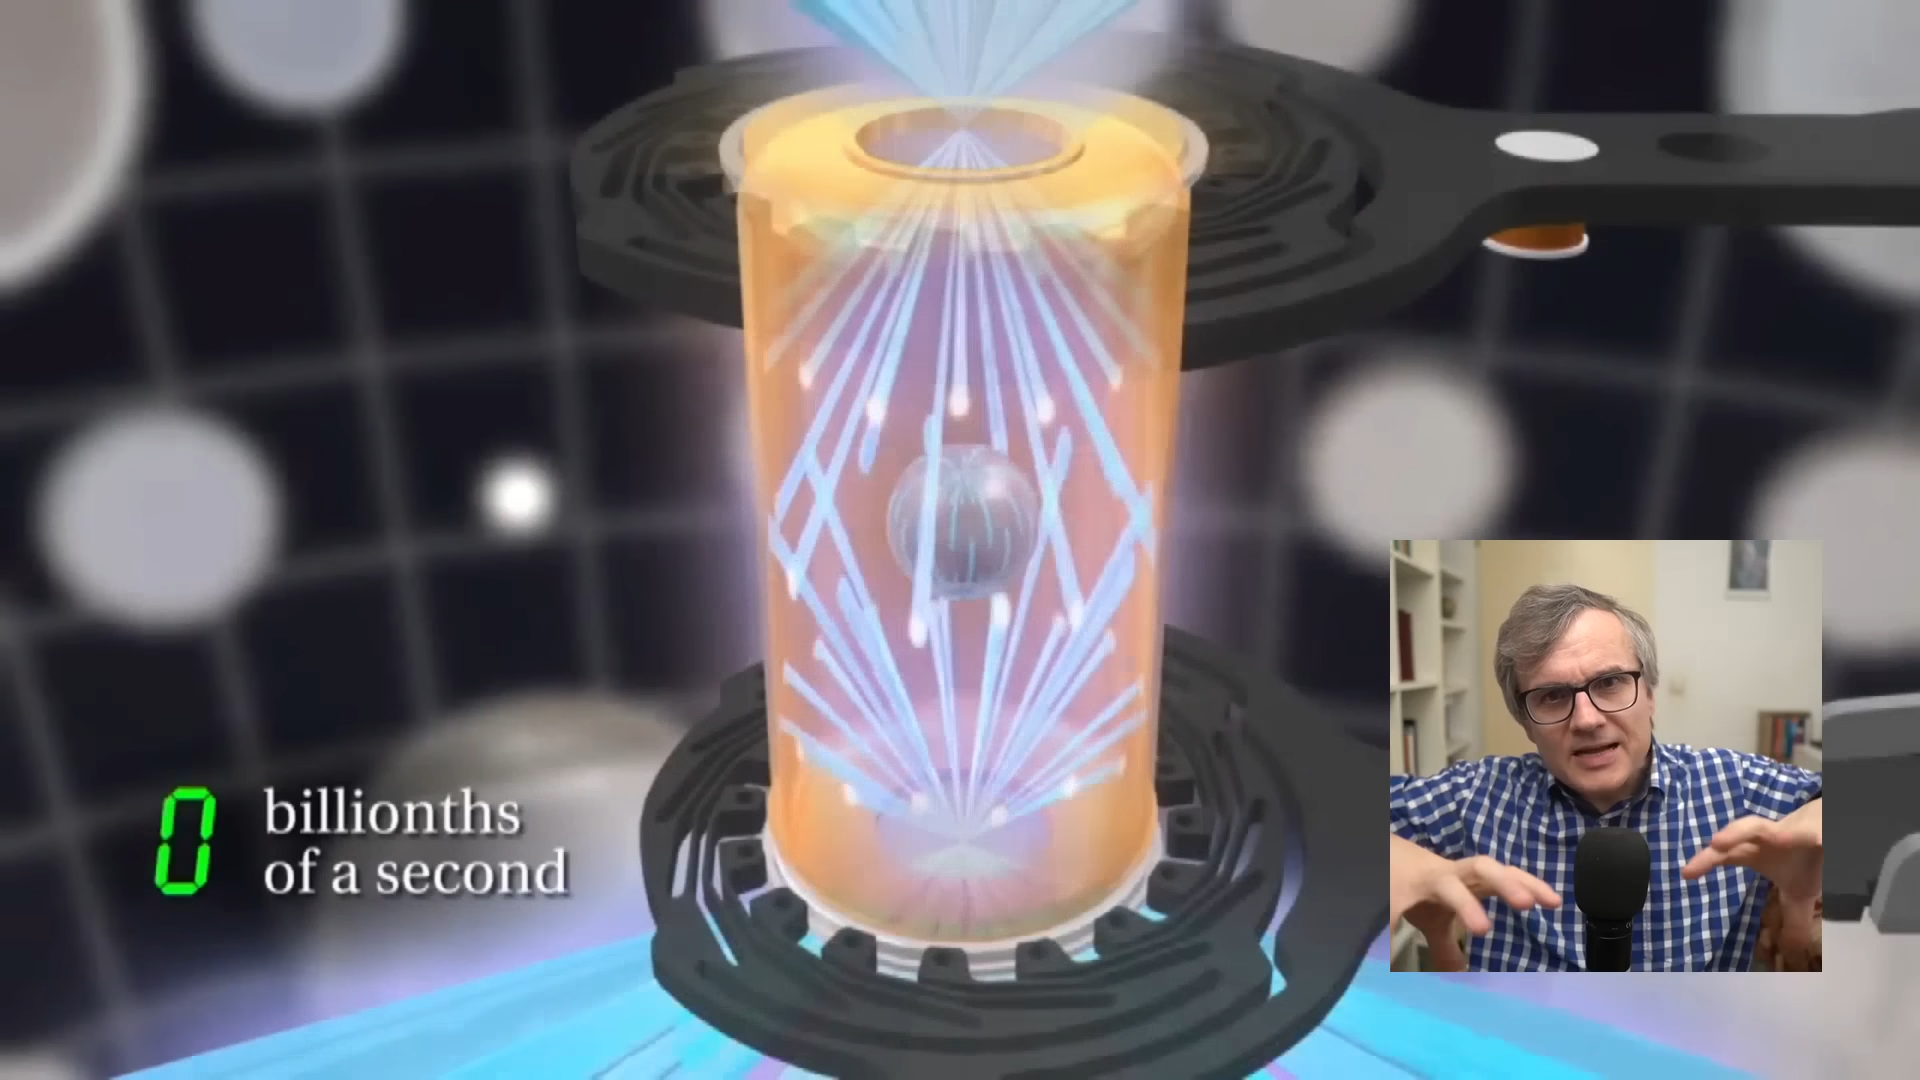 0
billionths
of a second